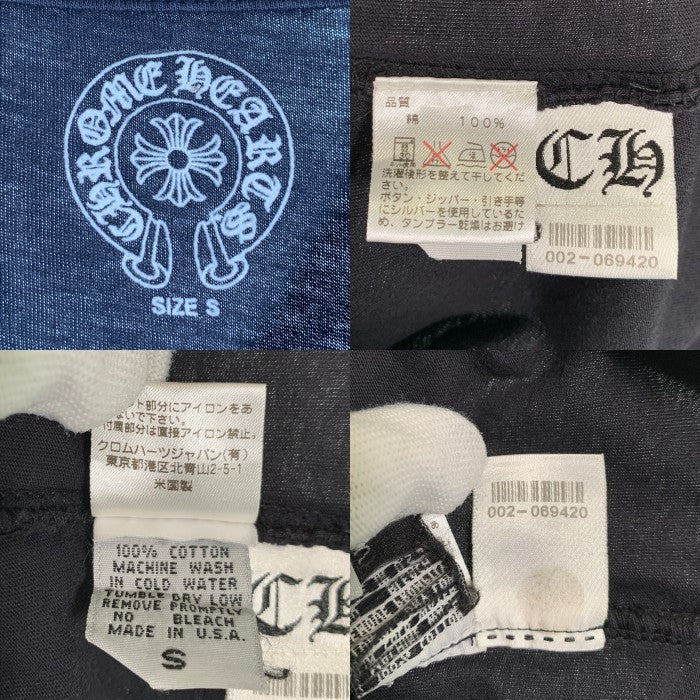 CHROME HEARTS
SIZE S
品質
綿 100%
洗濯後形を整えて干してくださ
い。
ボタン・ジッパー・引き手等
にシルバーを使用しているた
め、タンブラー乾燥はお避け
CH
002-069420
ット部分にアイロンをあ
ないで下さい。
付属部分は直接アイロン禁止。
クロムハーツジャパン(有)
東京都港区北青山2-5-1
米国製
100% COTTON
MACHINE WASH
IN COLD WATER
TUMBLE DRY LOW
REMOVE PROMPTLY
NO BLEACH
MADE IN U.S.A.
S
CH
002-069420